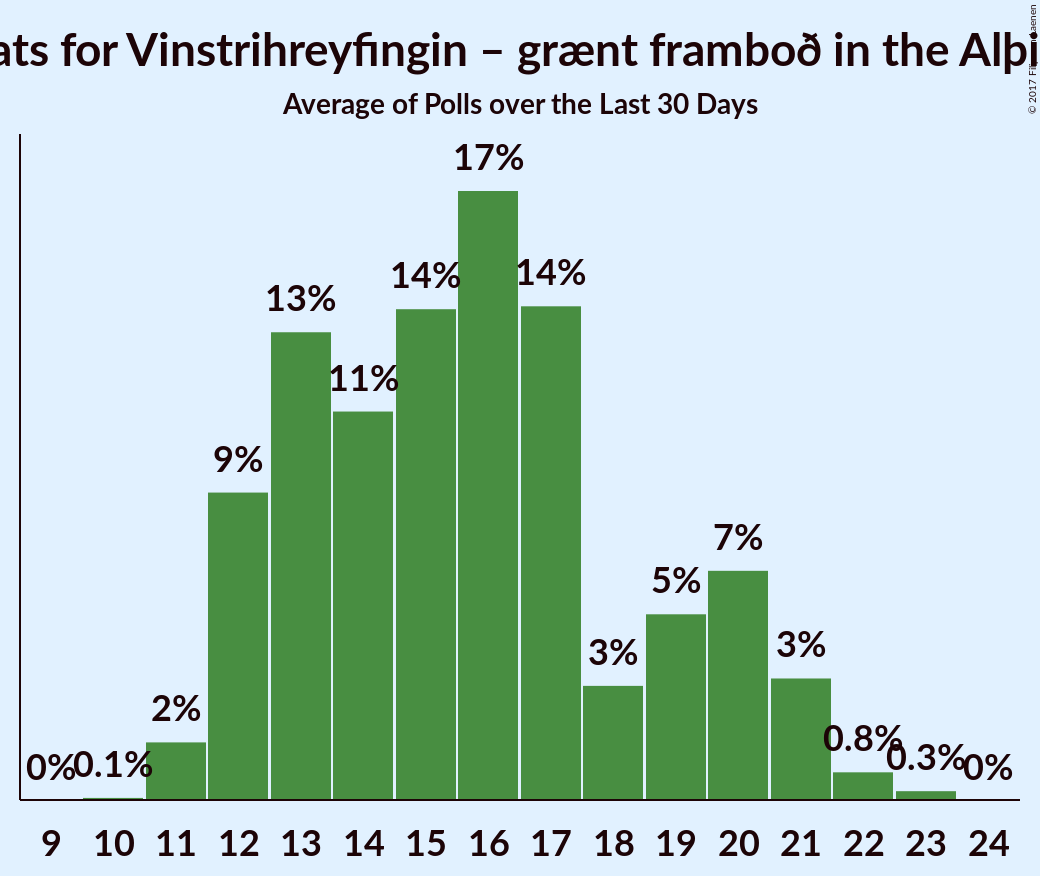 ats for Vinstrihreyfingin – grænt framboð in the Alþi
Average of Polls over the Last 30 Days
© 2017
17%
14% 14%
13%
11%
9%
7%
5%
3% 3%
2%
0.8%
0% 0.1% 0.3% 0%
9 10 11 12 13 14 15 16 17 18 19 20 21 22 23 24